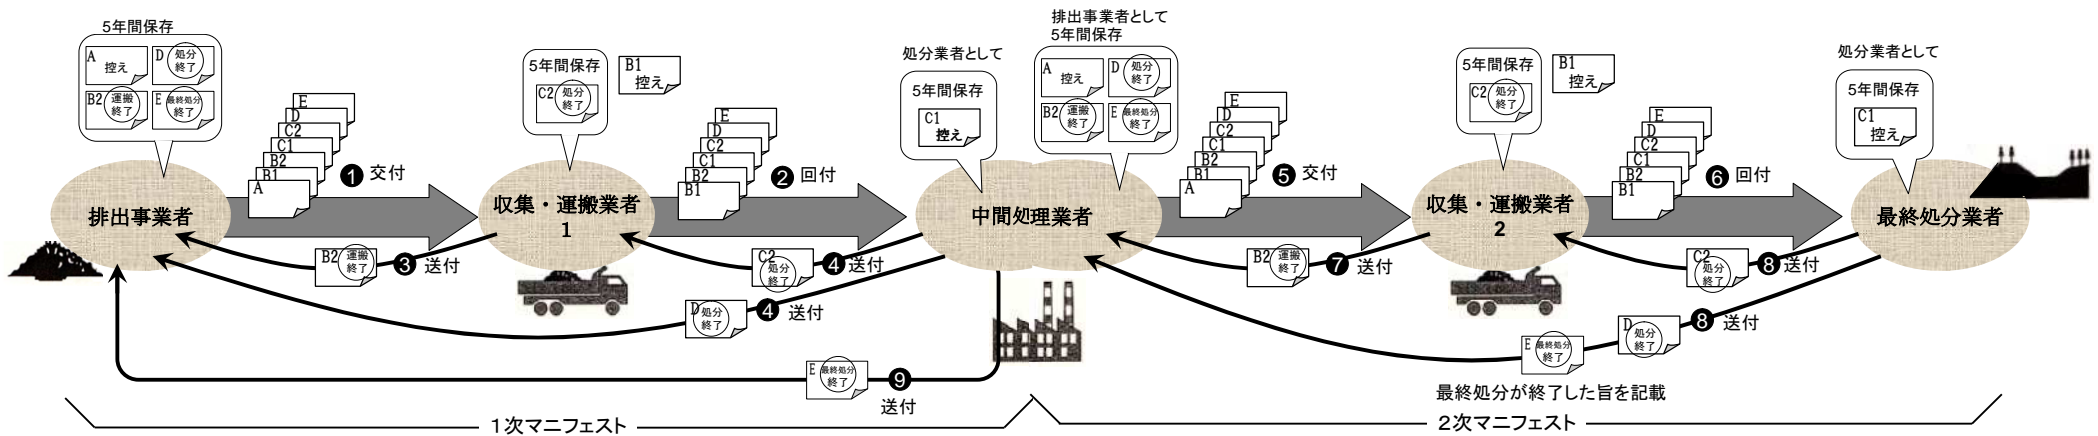 5年間保存
A
控え
D 処分
終了
B2 運搬
終了
E 最終処分
終了
E
D
C2
C1
B2
B1
A
❶ 交付
排出事業者
5年間保存
C2 処分
終了
B1
控え
収集・運搬業者
1
E
D
C2
C1
B2
B1
❷ 回付
B2 運搬
終了
❸ 送付
C2
処分
終了
❹ 送付
D 処分
終了
❹ 送付
E 最終処分
終了
❾
送付
処分業者として
5年間保存
C1
控え
排出事業者として
5年間保存
A
控え
D 処分
終了
B2 運搬
終了
E 最終処分
終了
中間処理業者
E
D
C2
C1
B2
B1
A
❺ 交付
5年間保存
C2 処分
終了
B1
控え
収集・運搬業者
2
E
D
C2
C1
B2
B1
❻ 回付
処分業者として
5年間保存
C1
控え
最終処分業者
B2 運搬
終了
❼ 送付
C2
処分
終了
❽ 送付
D 処分
終了
❽ 送付
E 最終処分
終了
最終処分が終了した旨を記載
1次マニフェスト
2次マニフェスト